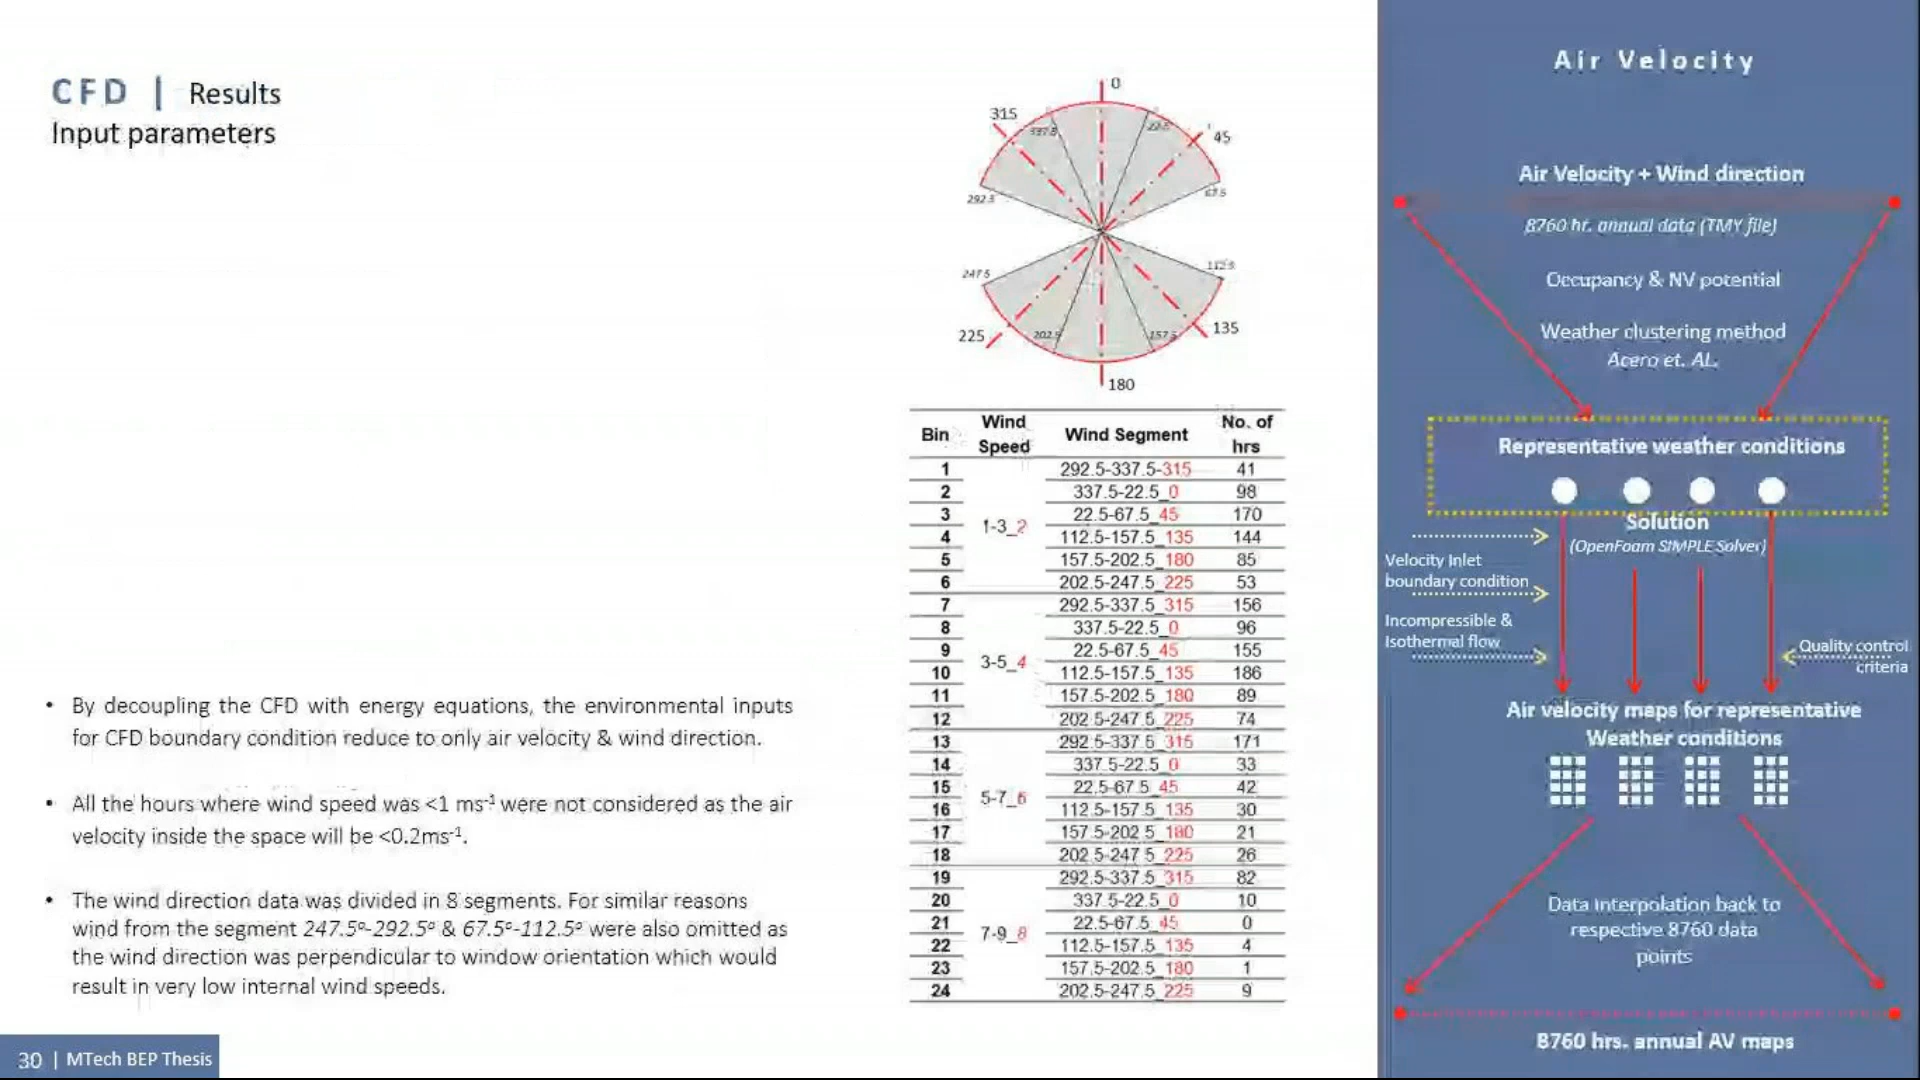 CFD | Results
Input parameters
0
315
337.5
22.5
45
292.5
67.5
247.5
112.5
225
202.5
157.5
135
180
Bin Wind Speed Wind Segment No. of hrs
1 292.5-337.5-315 41
2 337.5-22.5_0 98
3 22.5-67.5_45 170
1-3_2
4 112.5-157.5_135 144
5 157.5-202.5_180 85
6 202.5-247.5_225 53
7 292.5-337.5_315 156
8 337.5-22.5_0 96
9 22.5-67.5_45 155
3-5_4
10 112.5-157.5_135 186
11 157.5-202.5_180 89
12 202.5-247.5_225 74
13 292.5-337.5_315 171
14 337.5-22.5_0 33
15 22.5-67.5_45 42
5-7_6
16 112.5-157.5_135 30
17 157.5-202.5_180 21
18 202.5-247.5_225 26
19 292.5-337.5_315 82
20 337.5-22.5_0 10
21 22.5-67.5_45 0
7-9_8
22 112.5-157.5_135 4
23 157.5-202.5_180 1
24 202.5-247.5_225 9
• By decoupling the CFD with energy equations, the environmental inputs
for CFD boundary condition reduce to only air velocity & wind direction.
• All the hours where wind speed was <1 ms⁻¹ were not considered as the air
velocity inside the space will be <0.2ms⁻¹.
• The wind direction data was divided in 8 segments. For similar reasons
wind from the segment 247.5°-292.5° & 67.5°-112.5° were also omitted as
the wind direction was perpendicular to window orientation which would
result in very low internal wind speeds.
30 | MTech BEP Thesis
Air Velocity
Air Velocity + Wind direction
8760 hr. annual data (TMY file)
Occupancy & NV potential
Weather clustering method
Acero et. AL.
Representative weather conditions
Solution
(OpenFoam SIMPLE Solver)
Velocity Inlet
boundary condition
Incompressible &
Isothermal flow
Quality control
criteria
Air velocity maps for representative
Weather conditions
Data interpolation back to
respective 8760 data
points
8760 hrs. annual AV maps